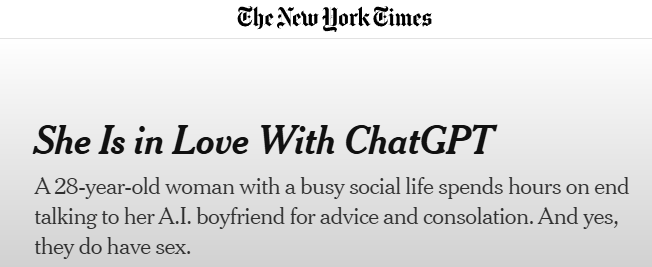 The New York Times
She Is in Love With ChatGPT
A 28-year-old woman with a busy social life spends hours on end
talking to her A.I. boyfriend for advice and consolation. And yes,
they do have sex.